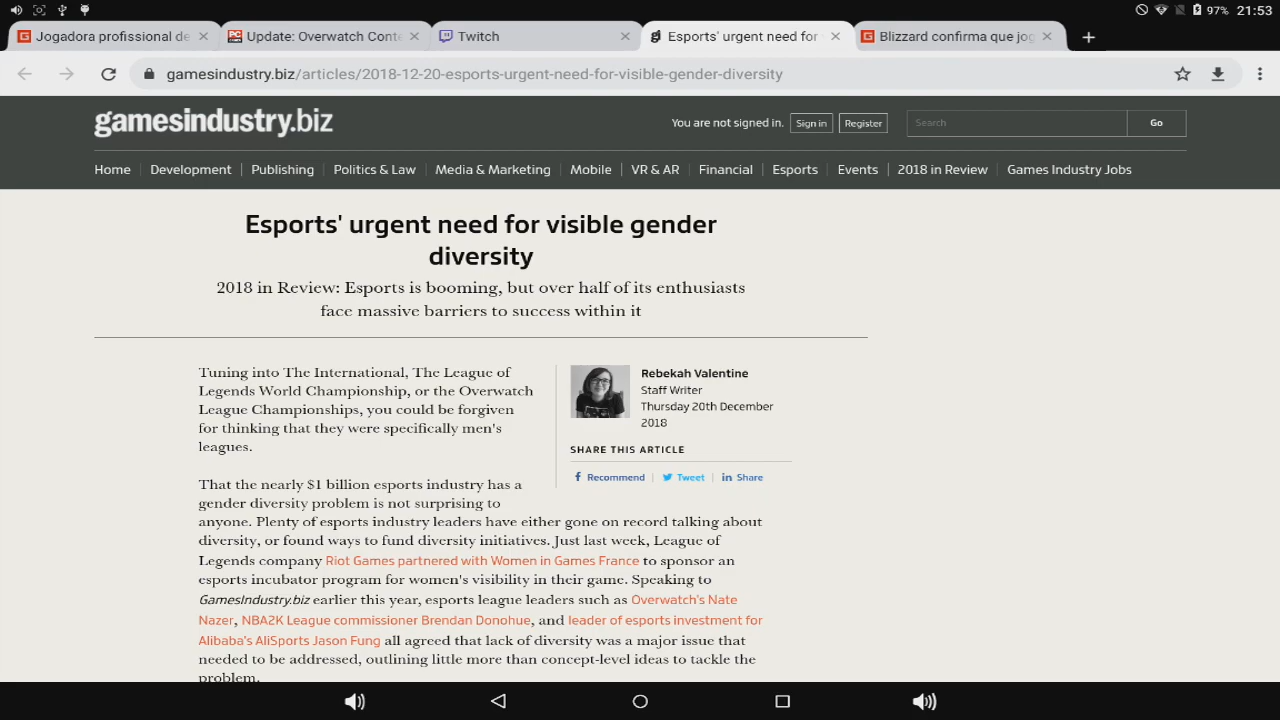 97% 21:53
Jogadora profissional de
Update: Overwatch Conte
Twitch
Esports' urgent need for
Blizzard confirma que jog
gamesindustry.biz/articles/2018-12-20-esports-urgent-need-for-visible-gender-diversity
gamesindustry.biz
You are not signed in. Sign in Register Search Go
Home Development Publishing Politics & Law Media & Marketing Mobile VR & AR Financial Esports Events 2018 in Review Games Industry Jobs
Esports' urgent need for visible gender
diversity
2018 in Review: Esports is booming, but over half of its enthusiasts
face massive barriers to success within it
Tuning into The International, The League of
Legends World Championship, or the Overwatch
League Championships, you could be forgiven
for thinking that they were specifically men's
leagues.
Rebekah Valentine
Staff Writer
Thursday 20th December
2018
SHARE THIS ARTICLE
Recommend Tweet Share
That the nearly $1 billion esports industry has a
gender diversity problem is not surprising to
anyone. Plenty of esports industry leaders have either gone on record talking about
diversity, or found ways to fund diversity initiatives. Just last week, League of
Legends company Riot Games partnered with Women in Games France to sponsor an
esports incubator program for women's visibility in their game. Speaking to
GamesIndustry.biz earlier this year, esports league leaders such as Overwatch's Nate
Nazer, NBA2K League commissioner Brendan Donohue, and leader of esports investment for
Alibaba's AliSports Jason Fung all agreed that lack of diversity was a major issue that
needed to be addressed, outlining little more than concept-level ideas to tackle the
problem.